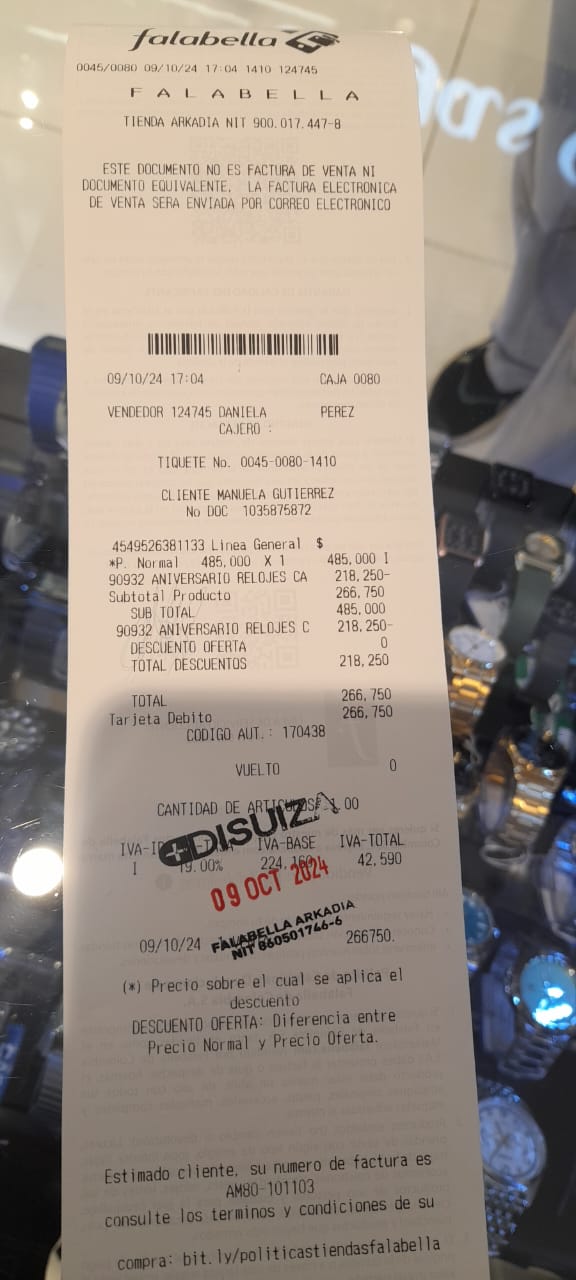 falabella
0045/0080 09/10/24 17:04 1410 124745
F A L A B E L L A
TIENDA ARKADIA NIT 900.017.447-8
ESTE DOCUMENTO NO ES FACTURA DE VENTA NI
DOCUMENTO EQUIVALENTE, LA FACTURA ELECTRONICA
DE VENTA SERA ENVIADA POR CORREO ELECTRONICO
09/10/24 17:04 CAJA 0080
VENDEDOR 124745 DANIELA PEREZ
CAJERO :
TIQUETE No. 0045-0080-1410
CLIENTE MANUELA GUTIERREZ
No DOC 1035875872
4549526381133 Linea General $
*P. Normal 485,000 X 1 485,000 I
90932 ANIVERSARIO RELOJES CA 218,250-
Subtotal Producto 266,750
SUB TOTAL 485,000
90932 ANIVERSARIO RELOJES C 218,250-
DESCUENTO OFERTA 0
TOTAL DESCUENTOS 218,250
TOTAL 266,750
Tarjeta Debito 266,750
CODIGO AUT.: 170438
VUELTO 0
CANTIDAD DE ARTICULOS: 1.00
DISUIZA
IVA-BASE IVA-TOTAL
I 19.00% 224,160 42,590
09 OCT 2024
FALABELLA ARKADIA
NIT 860501746-6
09/10/24 266750.
(*) Precio sobre el cual se aplica el
descuento
DESCUENTO OFERTA: Diferencia entre
Precio Normal y Precio Oferta.
Estimado cliente, su numero de factura es
AM80-101103
consulte los terminos y condiciones de su
compra: bit.ly/politicastiendasfalabella